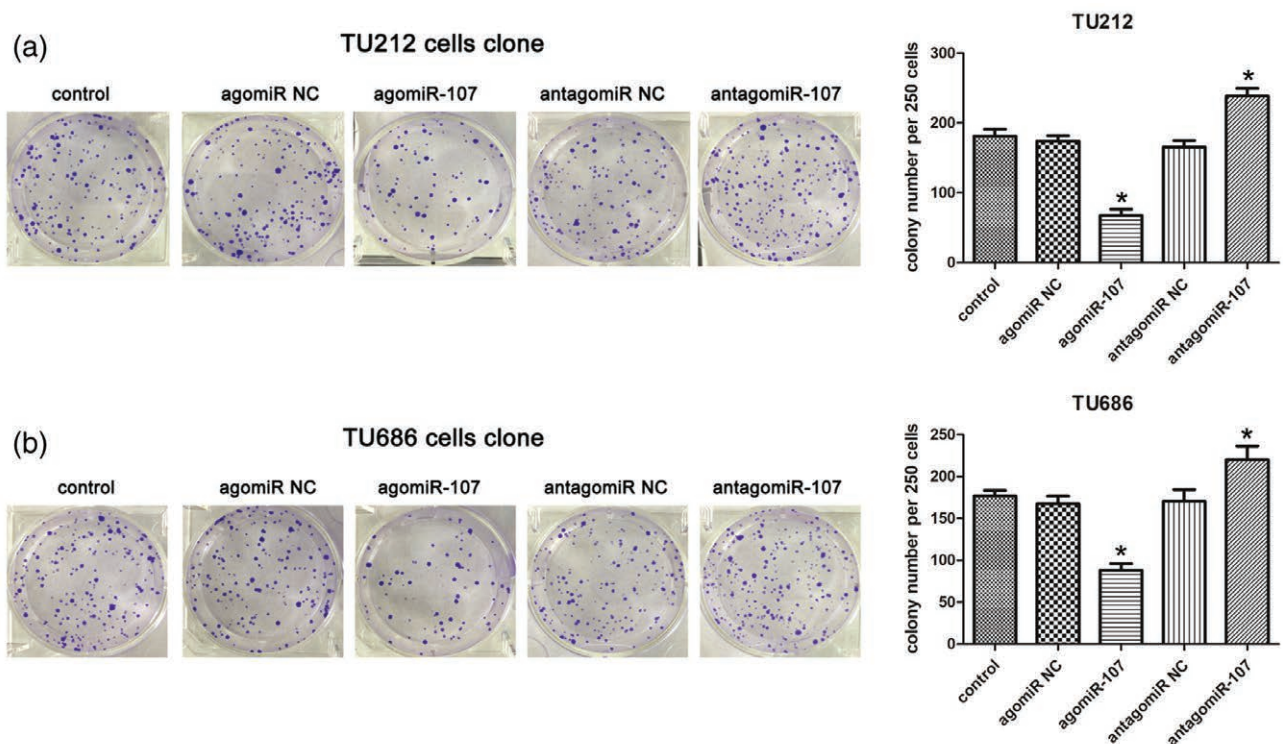 (a)
TU212 cells clone
control agomiR NC agomiR-107 antagomiR NC antagomiR-107
TU212
colony number per 250 cells
300
200
100
0
*
*
control
agomiR NC
agomiR-107
antagomiR NC
antagomiR-107
(b)
TU686 cells clone
control agomiR NC agomiR-107 antagomiR NC antagomiR-107
TU686
colony number per 250 cells
250
200
150
100
50
0
*
*
control
agomiR NC
agomiR-107
antagomiR NC
antagomiR-107